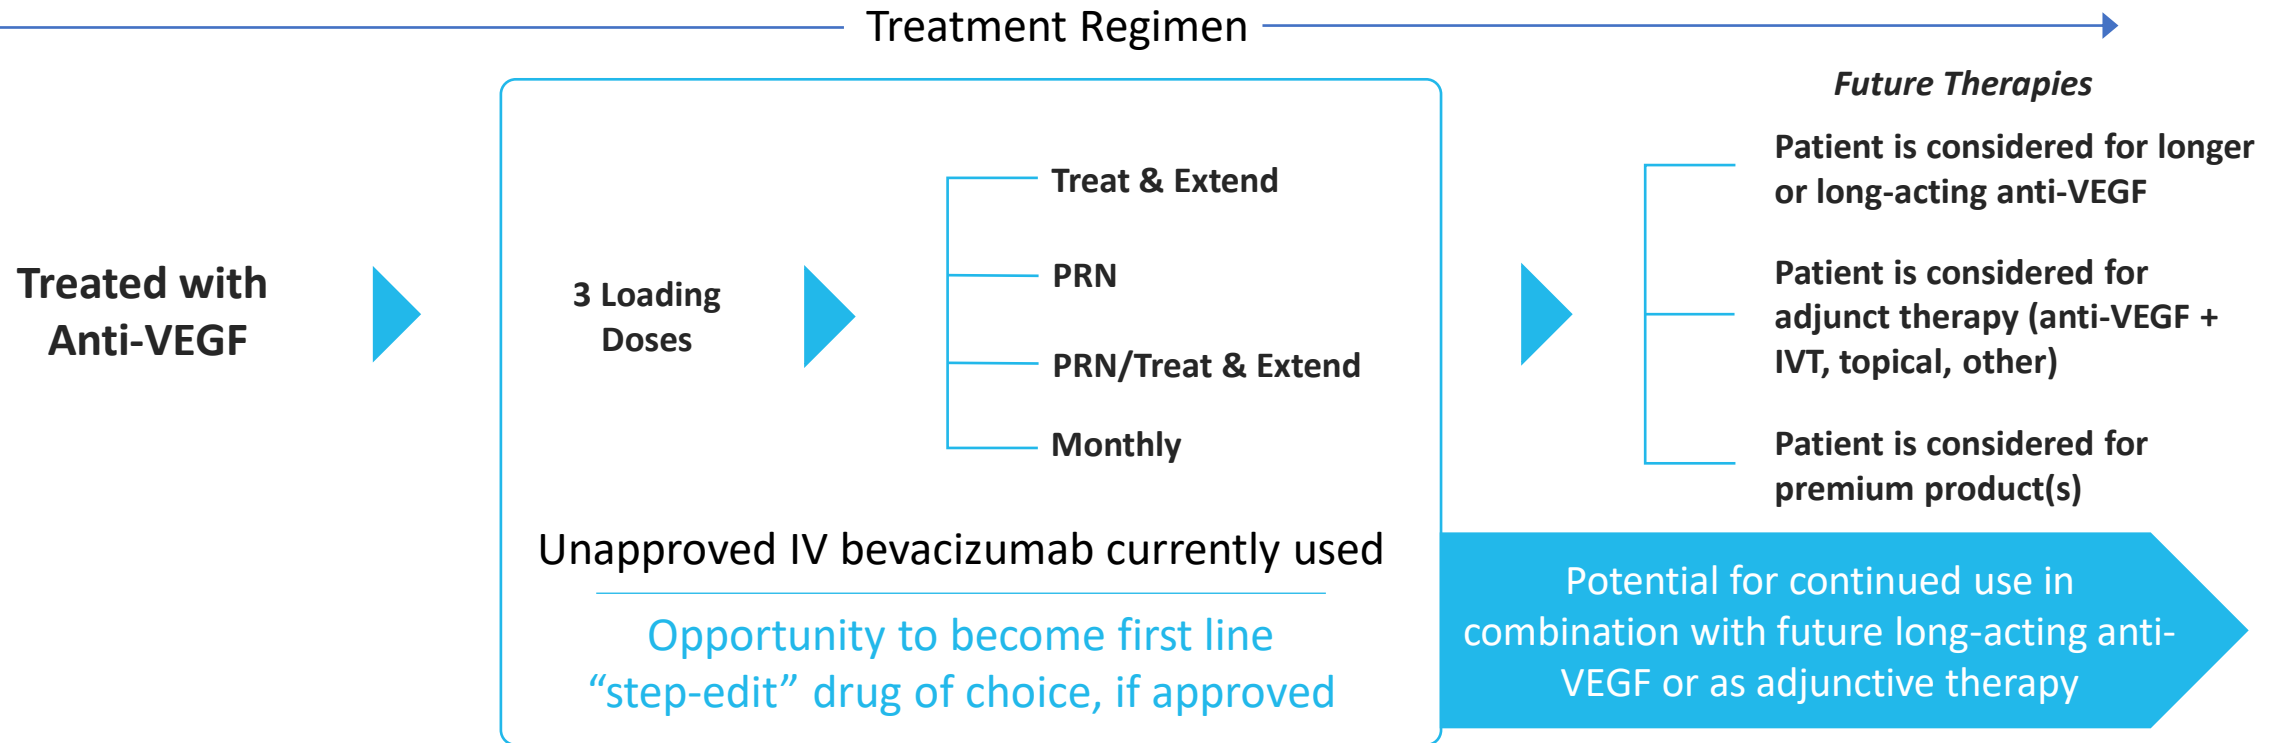 Treatment Regimen
Treated with
Anti-VEGF
3 Loading
Doses
Treat & Extend
PRN
PRN/Treat & Extend
Monthly
Unapproved IV bevacizumab currently used
Opportunity to become first line
“step-edit” drug of choice, if approved
Future Therapies
Patient is considered for longer
or long-acting anti-VEGF
Patient is considered for
adjunct therapy (anti-VEGF +
IVT, topical, other)
Patient is considered for
premium product(s)
Potential for continued use in
combination with future long-acting anti-
VEGF or as adjunctive therapy